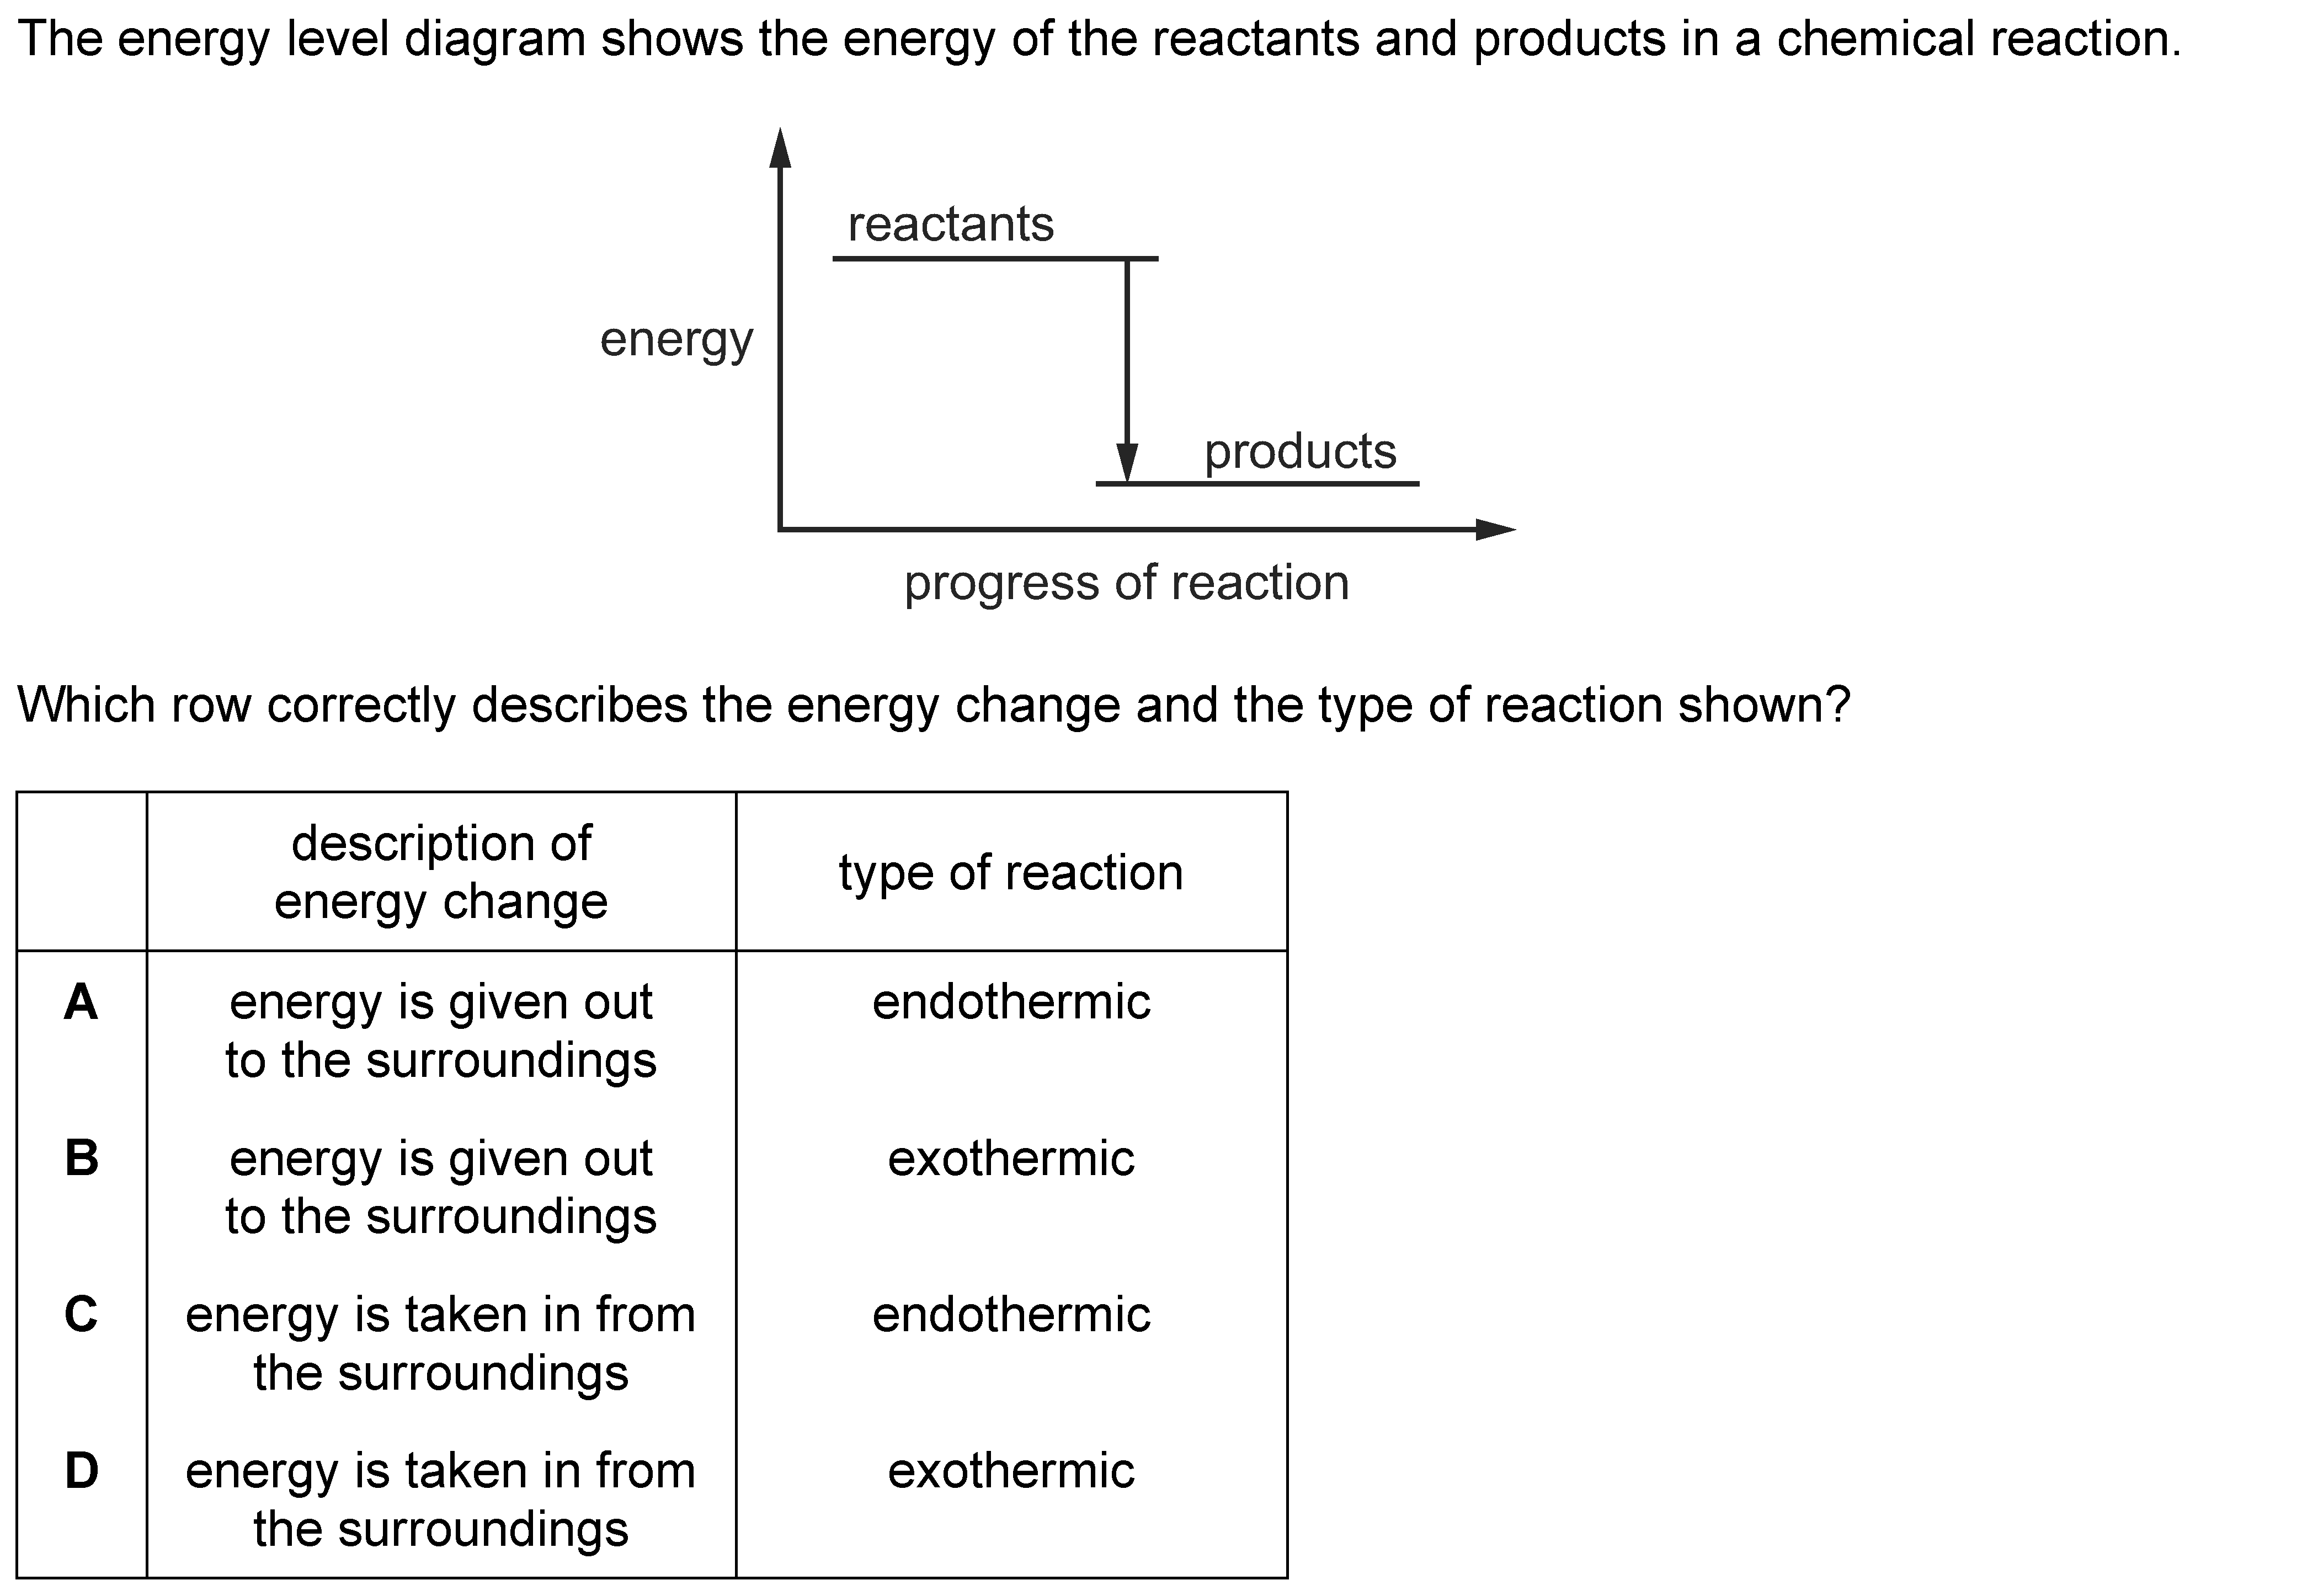 The energy level diagram shows the energy of the reactants and products in a chemical reaction.
reactants
energy
products
progress of reaction
Which row correctly describes the energy change and the type of reaction shown?
description of
energy change
type of reaction
A
energy is given out
to the surroundings
endothermic
B
energy is given out
to the surroundings
exothermic
C
energy is taken in from
the surroundings
endothermic
D
energy is taken in from
the surroundings
exothermic